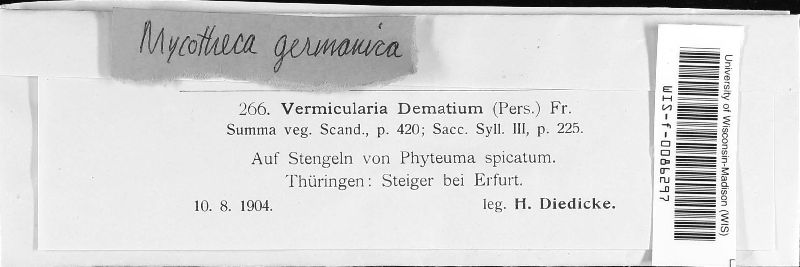 Mycotheca germanica
266. Vermicularia Dematium (Pers.) Fr.
Summa veg. Scand., p. 420; Sacc. Syll. III, p. 225.
Auf Stengeln von Phyteuma spicatum.
Thüringen: Steiger bei Erfurt.
10. 8. 1904. leg. H. Diedicke.
University of Wisconsin-Madison (WIS)
WIS-f-0086297